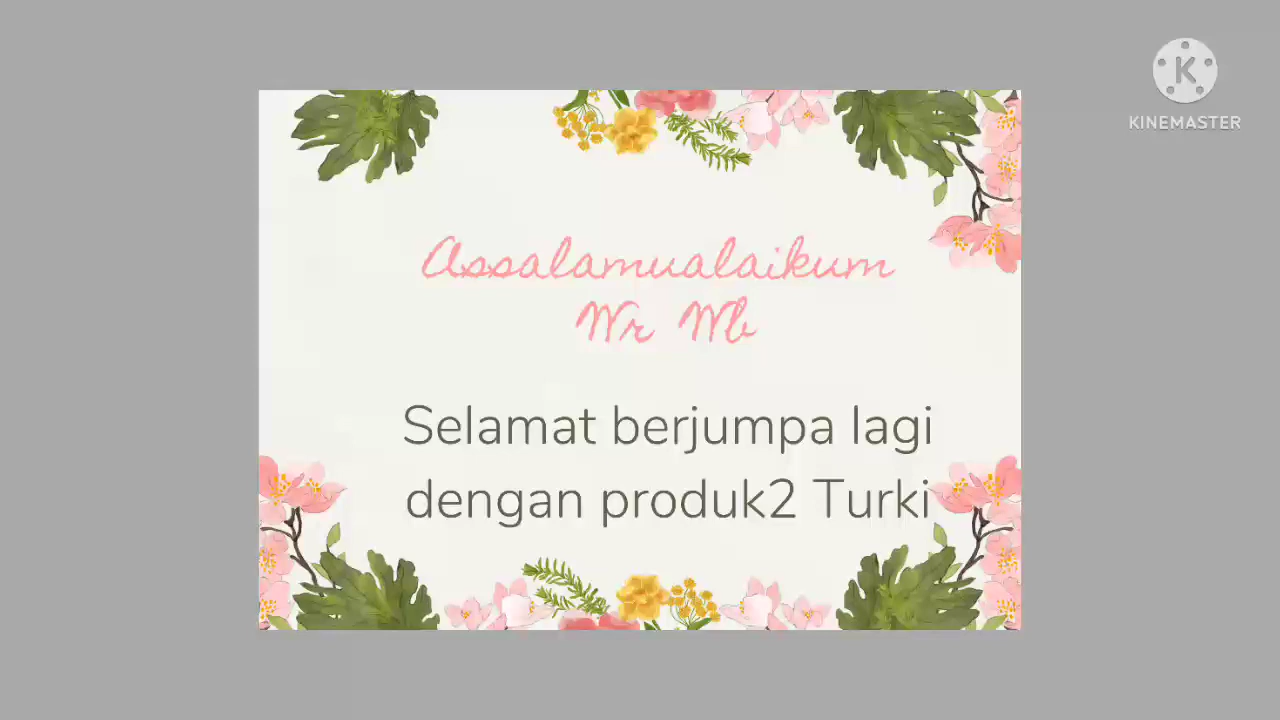 KINEMASTER
Assalamualaikum
Wr Wb
Selamat berjumpa lagi
dengan produk2 Turki